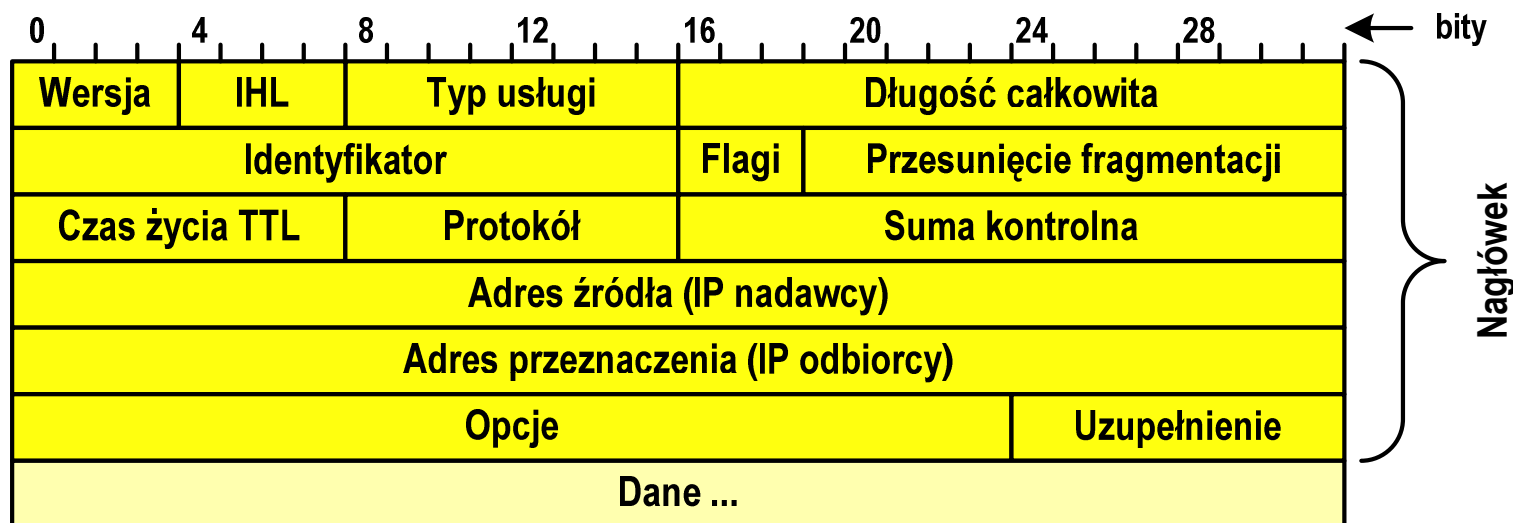 0 4 8 12 16 20 24 28 bity
Wersja IHL Typ usługi Długość całkowita
Identyfikator Flagi Przesunięcie fragmentacji
Czas życia TTL Protokół Suma kontrolna
Adres źródła (IP nadawcy)
Adres przeznaczenia (IP odbiorcy)
Opcje Uzupełnienie
Dane ...
Nagłówek